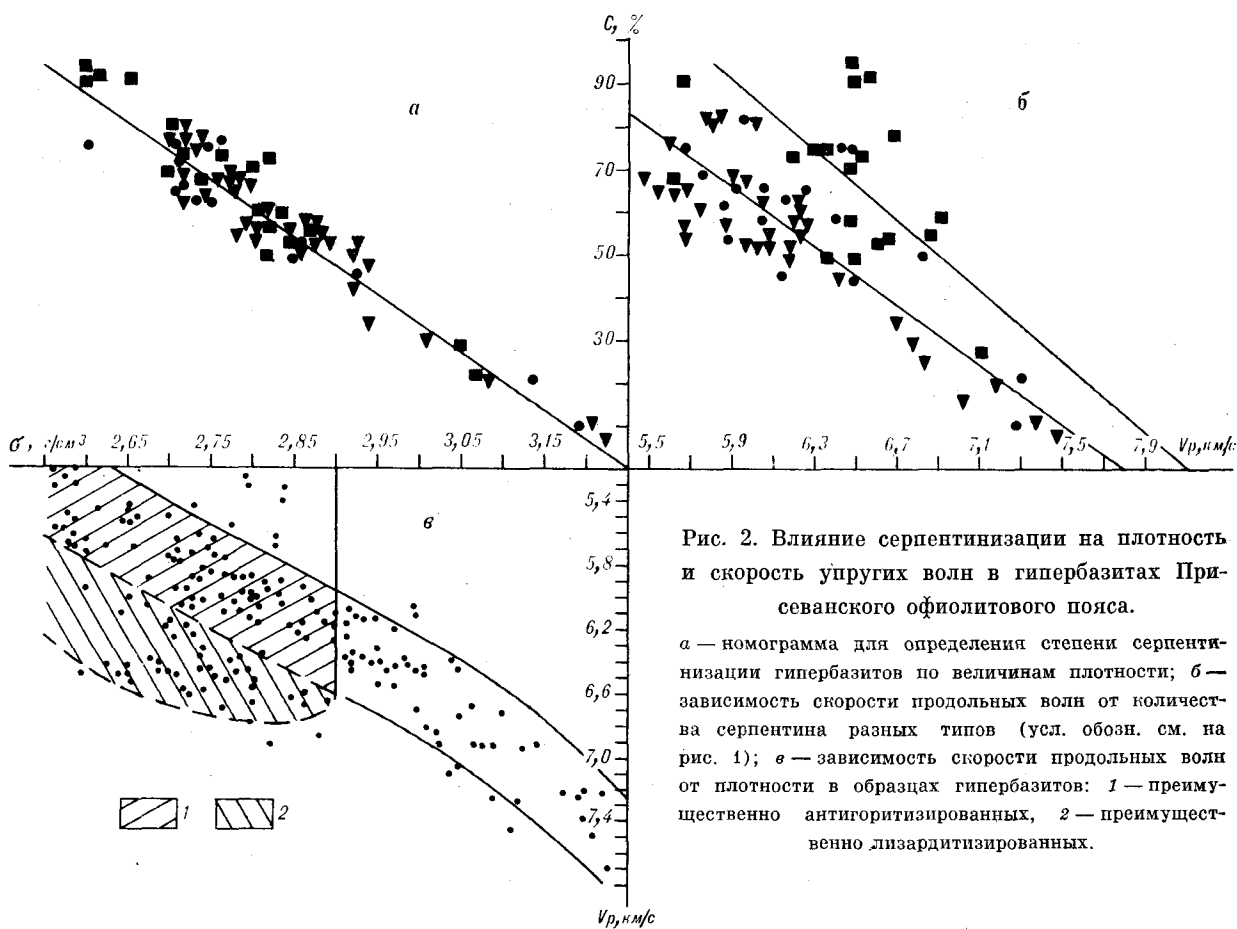 C, %
а
б
90
70
50
30
σ, г/см³ 2,65 2,75 2,85 2,95 3,05 3,15
5,5 5,9 6,3 6,7 7,1 7,5 7,9 Vp, км/с
в
5,4
5,8
6,2
6,6
7,0
7,4
Vp, км/с
1
2
Рис. 2. Влияние серпентинизации на плотность
и скорость упругих волн в гипербазитах При-
севанского офиолитового пояса.
а — номограмма для определения степени серпенти-
низации гипербазитов по величинам плотности; б —
зависимость скорости продольных волн от количест-
ва серпентина разных типов (усл. обозн. см. на
рис. 1); в — зависимость скорости продольных волн
от плотности в образцах гипербазитов: 1 — преиму-
щественно антигоритизированных, 2 — преимущест-
венно лизардитизированных.